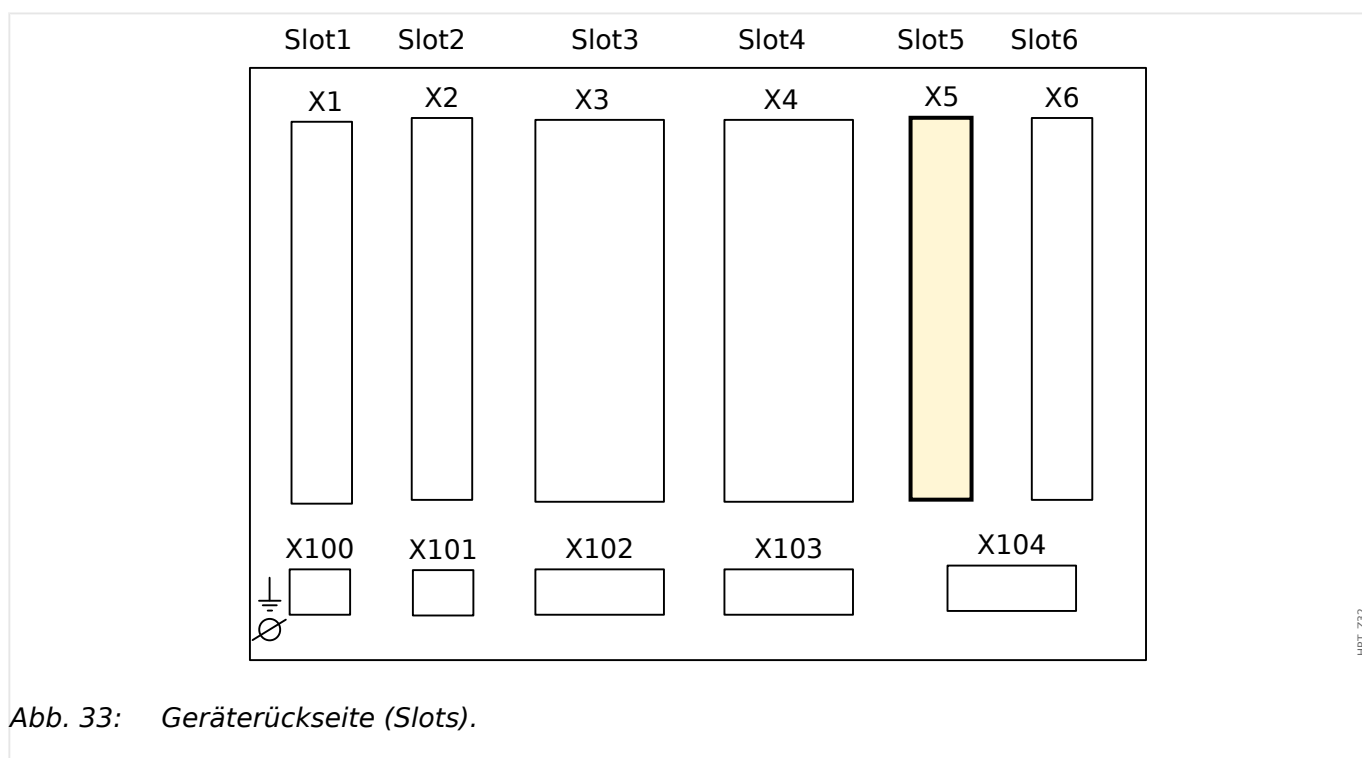 Slot1 Slot2 Slot3 Slot4 Slot5 Slot6
X1 X2 X3 X4 X5 X6
X100 X101 X102 X103 X104
Abb. 33: Geräterückseite (Slots).